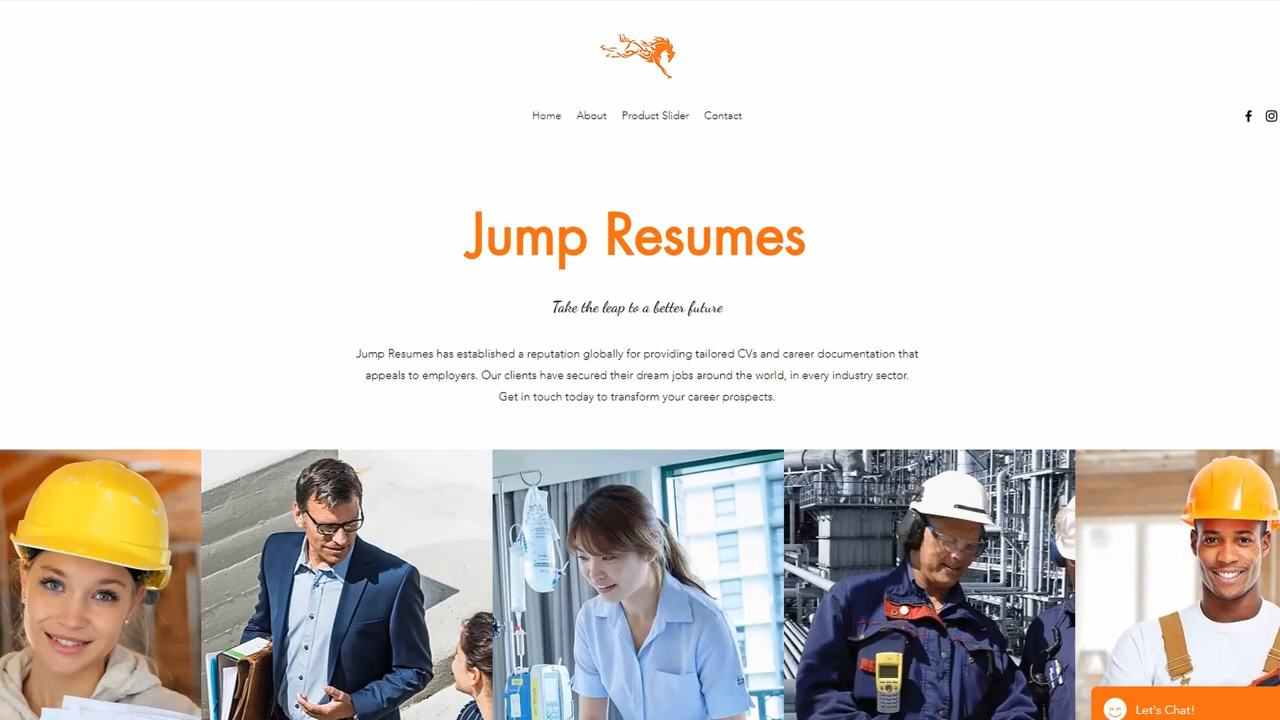 Home About Product Slider Contact
Jump Resumes
Take the leap to a better future
Jump Resumes has established a reputation globally for providing tailored CVs and career documentation that
appeals to employers. Our clients have secured their dream jobs around the world, in every industry sector.
Get in touch today to transform your career prospects.
Let's Chat!